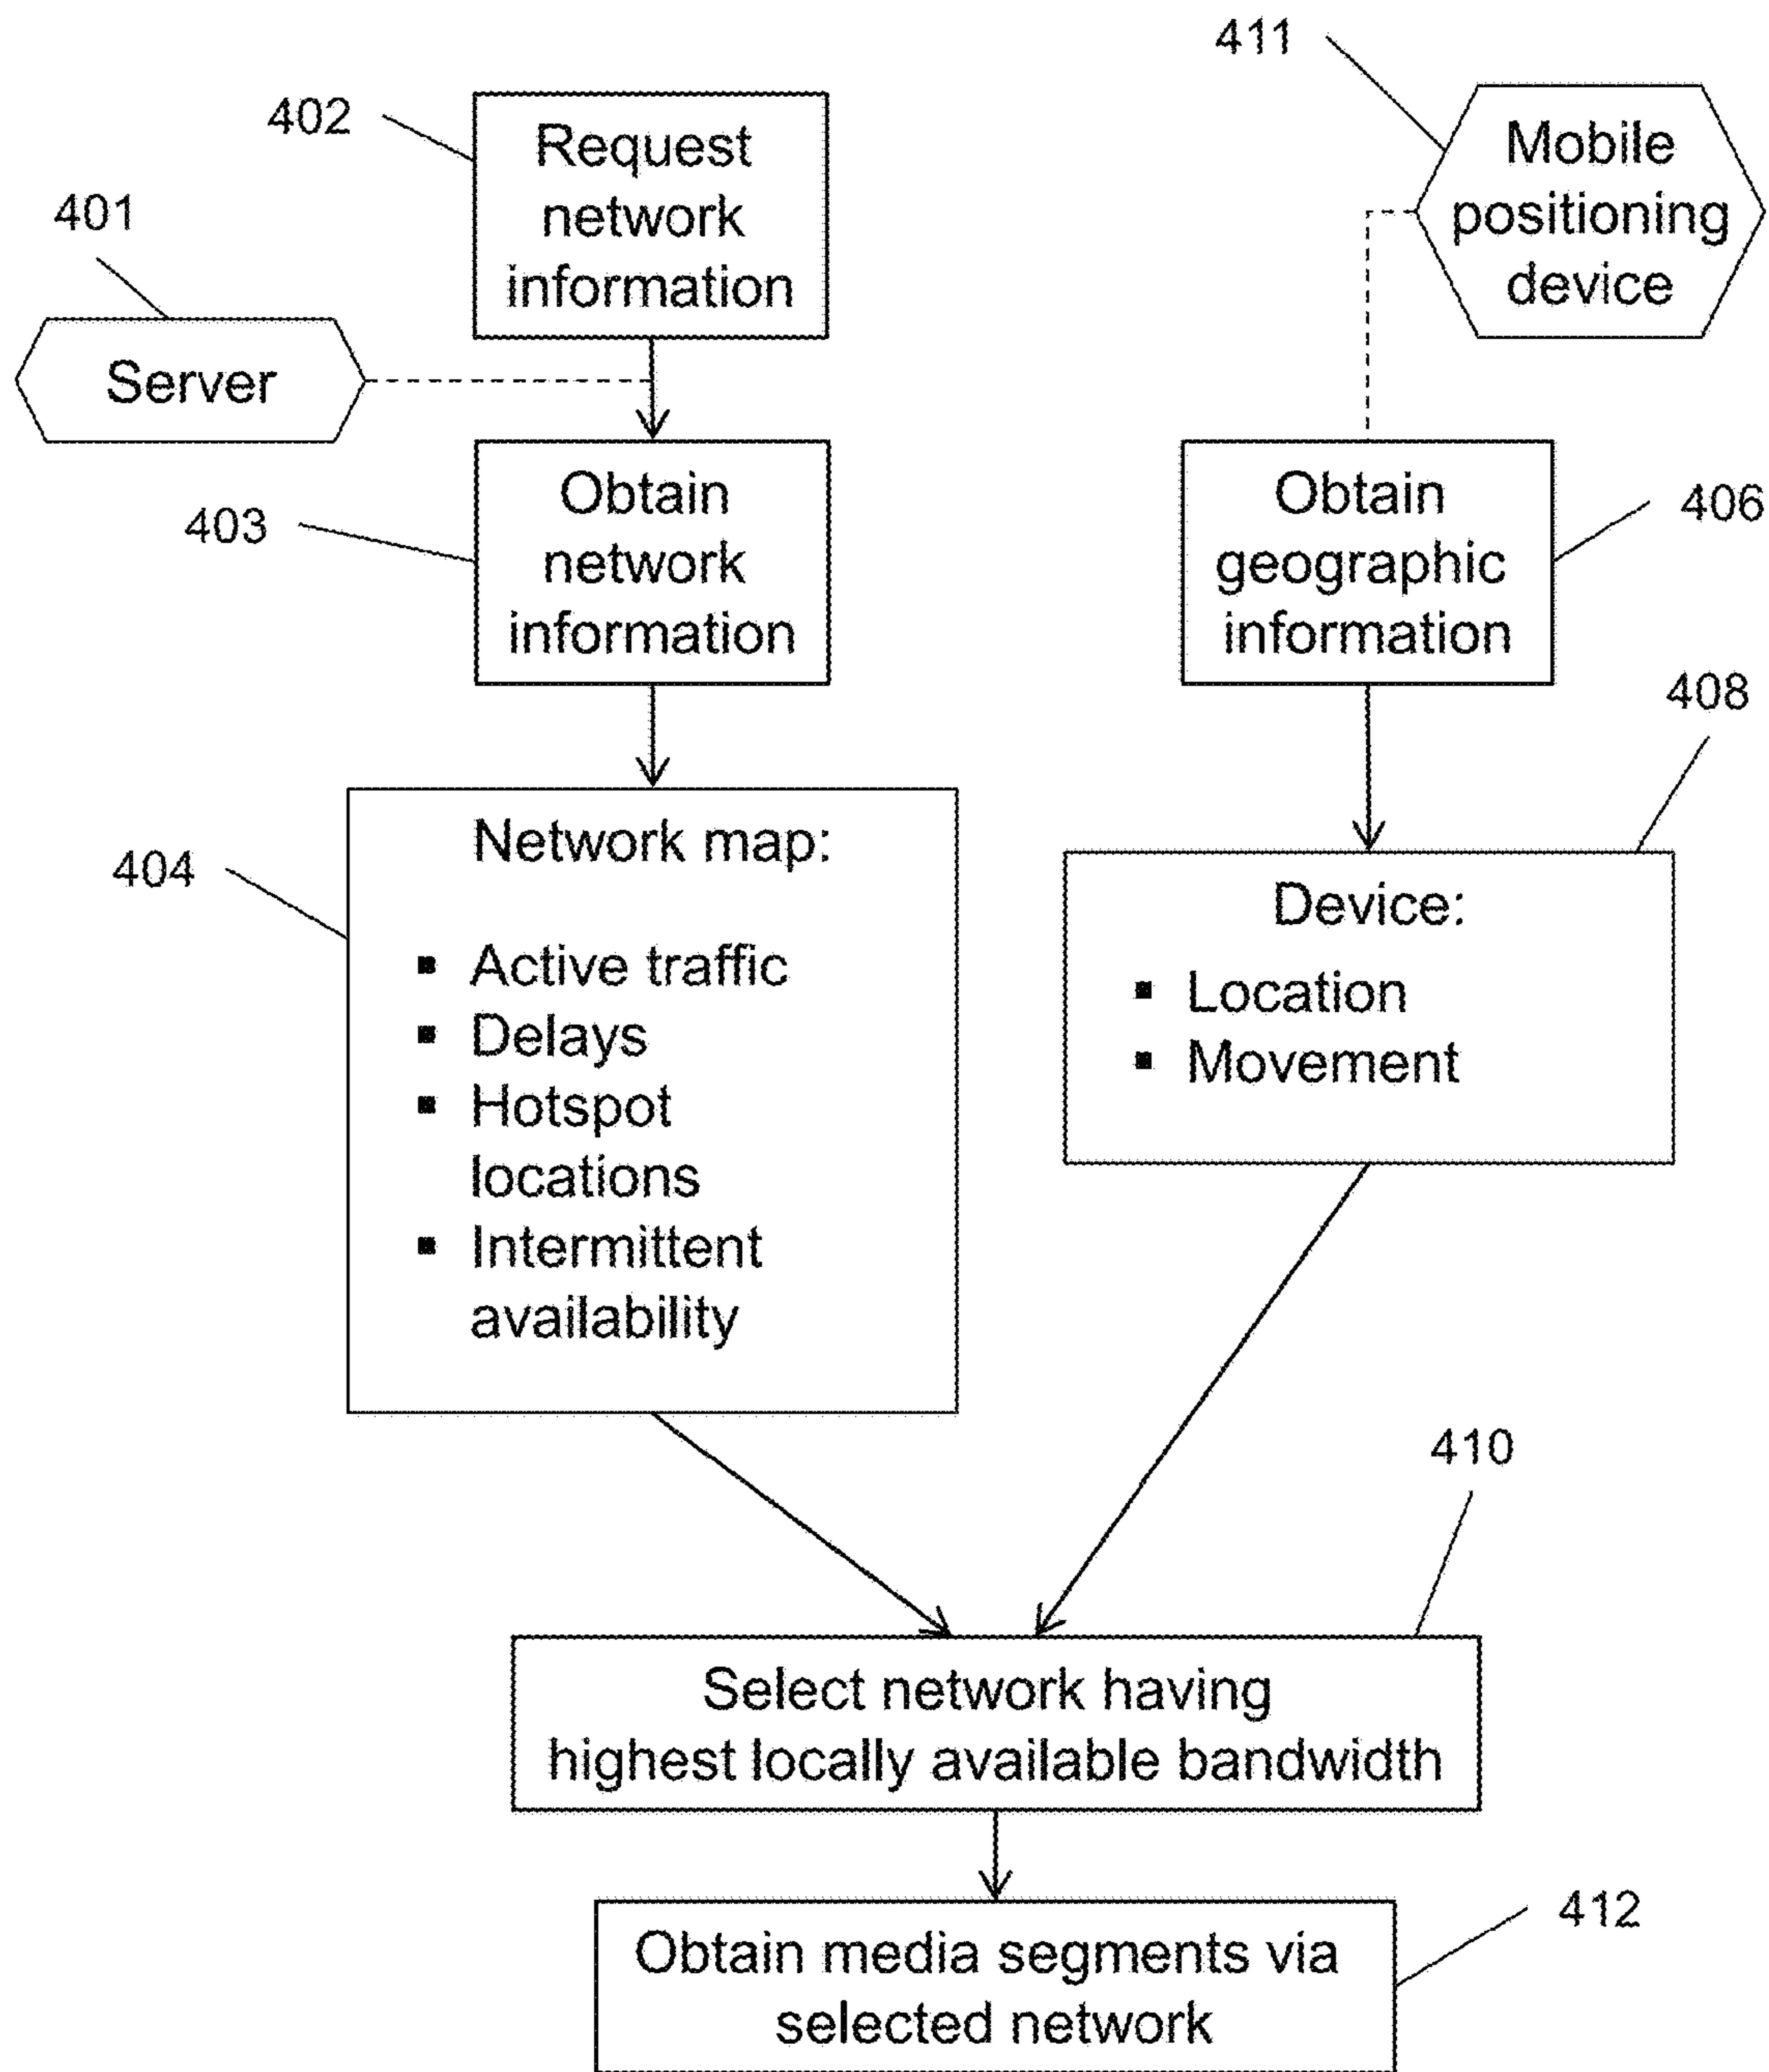 411
402
Request
network
information
Mobile
positioning
device
401
Server
403
Obtain
network
information
Obtain
geographic
information
406
408
404
Network map:
▪ Active traffic
▪ Delays
▪ Hotspot
locations
▪ Intermittent
availability
Device:
▪ Location
▪ Movement
410
Select network having
highest locally available bandwidth
412
Obtain media segments via
selected network